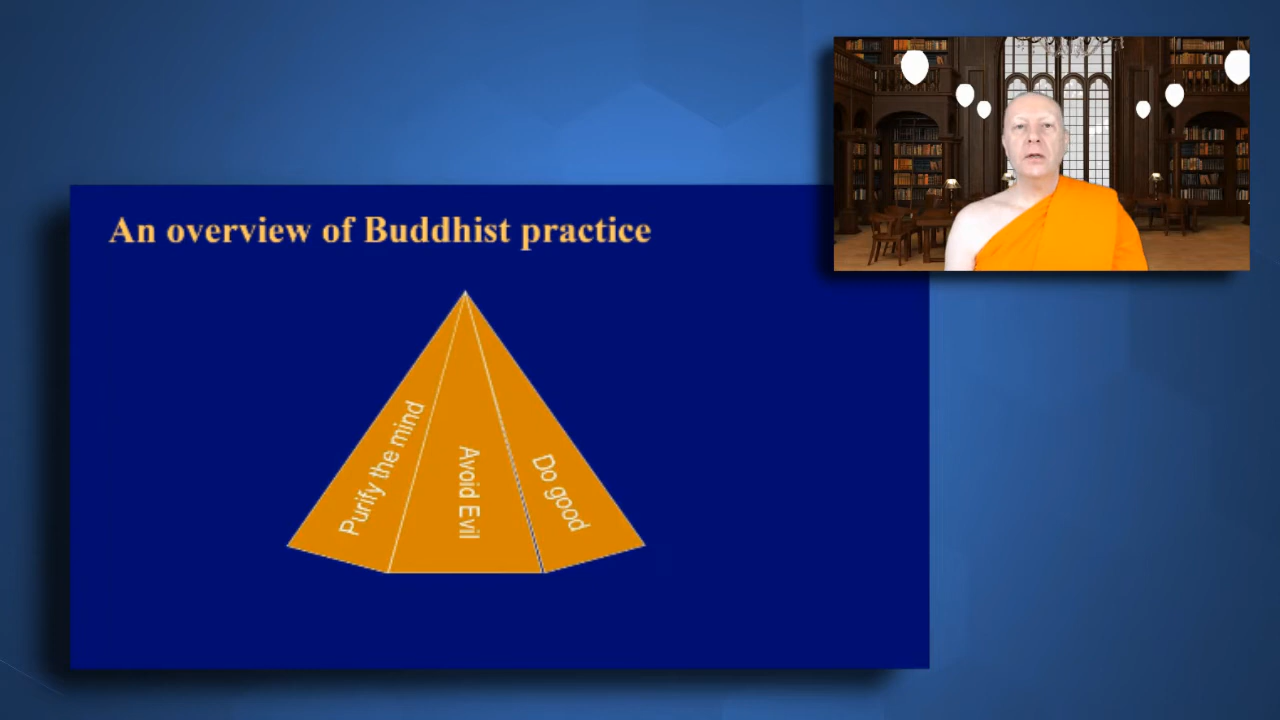 An overview of Buddhist practice
Purify the mind
Avoid Evil
Do good